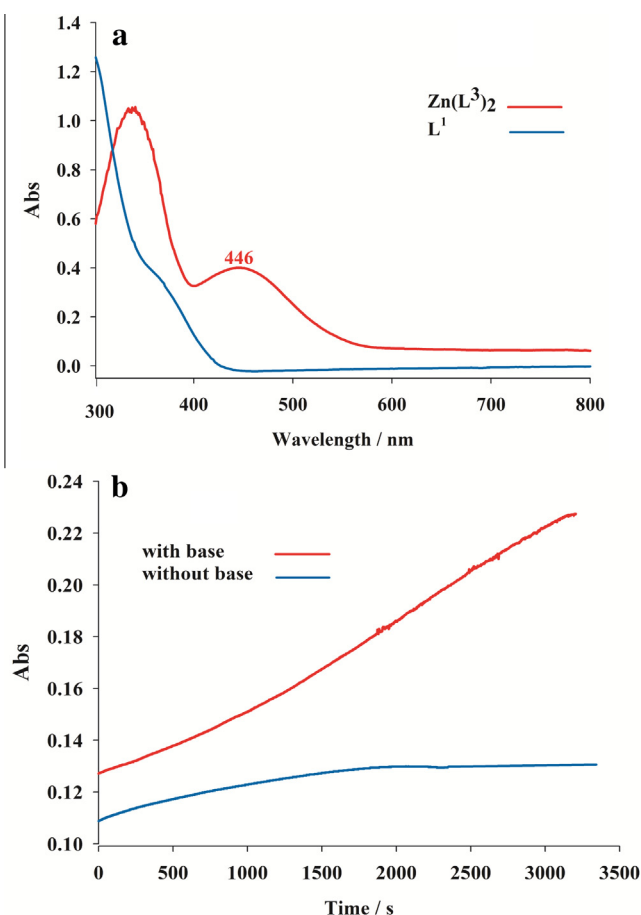 a
1.4
1.2
1.0
0.8
0.6
0.4
0.2
0.0
Abs
Zn(L³)₂
L¹
446
300 400 500 600 700 800
Wavelength / nm
b
0.24
0.22
0.20
0.18
0.16
0.14
0.12
0.10
Abs
with base
without base
0 500 1000 1500 2000 2500 3000 3500
Time / s